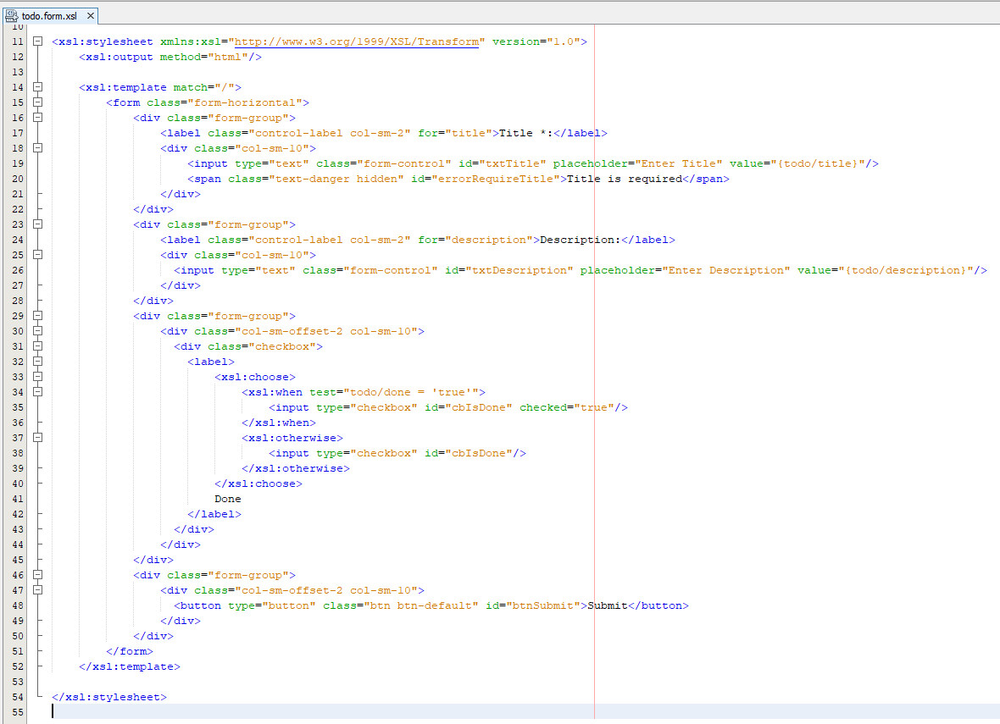 todo.form.xsl
10
11 <xsl:stylesheet xmlns:xsl="http://www.w3.org/1999/XSL/Transform" version="1.0">
12     <xsl:output method="html"/>
13
14     <xsl:template match="/">
15         <form class="form-horizontal">
16             <div class="form-group">
17                 <label class="control-label col-sm-2" for="title">Title *:</label>
18                 <div class="col-sm-10">
19                     <input type="text" class="form-control" id="txtTitle" placeholder="Enter Title" value="{todo/title}"/>
20                     <span class="text-danger hidden" id="errorRequireTitle">Title is required</span>
21                 </div>
22             </div>
23             <div class="form-group">
24                 <label class="control-label col-sm-2" for="description">Description:</label>
25                 <div class="col-sm-10">
26                   <input type="text" class="form-control" id="txtDescription" placeholder="Enter Description" value="{todo/description}"/>
27                 </div>
28             </div>
29             <div class="form-group">
30                 <div class="col-sm-offset-2 col-sm-10">
31                   <div class="checkbox">
32                     <label>
33                         <xsl:choose>
34                             <xsl:when test="todo/done = 'true'">
35                                 <input type="checkbox" id="cbIsDone" checked="true"/>
36                             </xsl:when>
37                             <xsl:otherwise>
38                                 <input type="checkbox" id="cbIsDone"/>
39                             </xsl:otherwise>
40                         </xsl:choose>
41                         Done
42                     </label>
43                   </div>
44                 </div>
45             </div>
46             <div class="form-group">
47                 <div class="col-sm-offset-2 col-sm-10">
48                   <button type="button" class="btn btn-default" id="btnSubmit">Submit</button>
49                 </div>
50             </div>
51         </form>
52     </xsl:template>
53
54 </xsl:stylesheet>
55